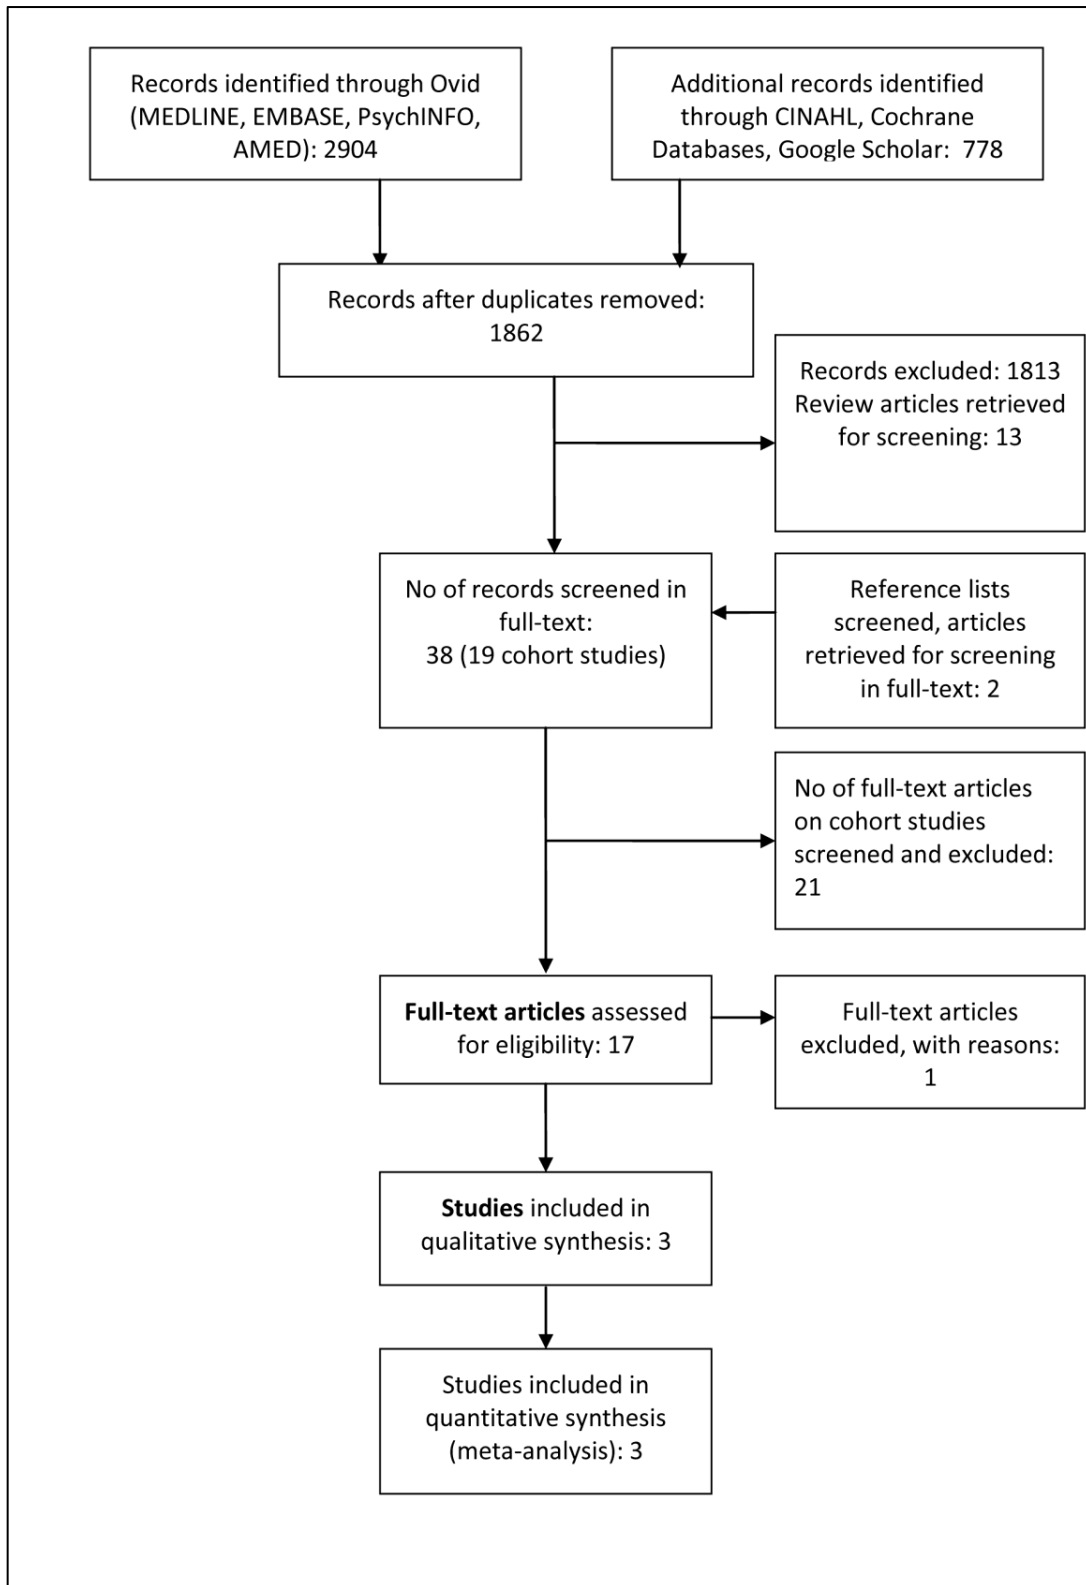 Records identified through Ovid
(MEDLINE, EMBASE, PsychINFO,
AMED): 2904
Additional records identified
through CINAHL, Cochrane
Databases, Google Scholar:  778
Records after duplicates removed:
1862
Records excluded: 1813
Review articles retrieved
for screening: 13
No of records screened in
full-text:
38 (19 cohort studies)
Reference lists
screened, articles
retrieved for screening
in full-text: 2
No of full-text articles
on cohort studies
screened and excluded:
21
Full-text articles assessed
for eligibility: 17
Full-text articles
excluded, with reasons:
1
Studies included in
qualitative synthesis: 3
Studies included in
quantitative synthesis
(meta-analysis): 3